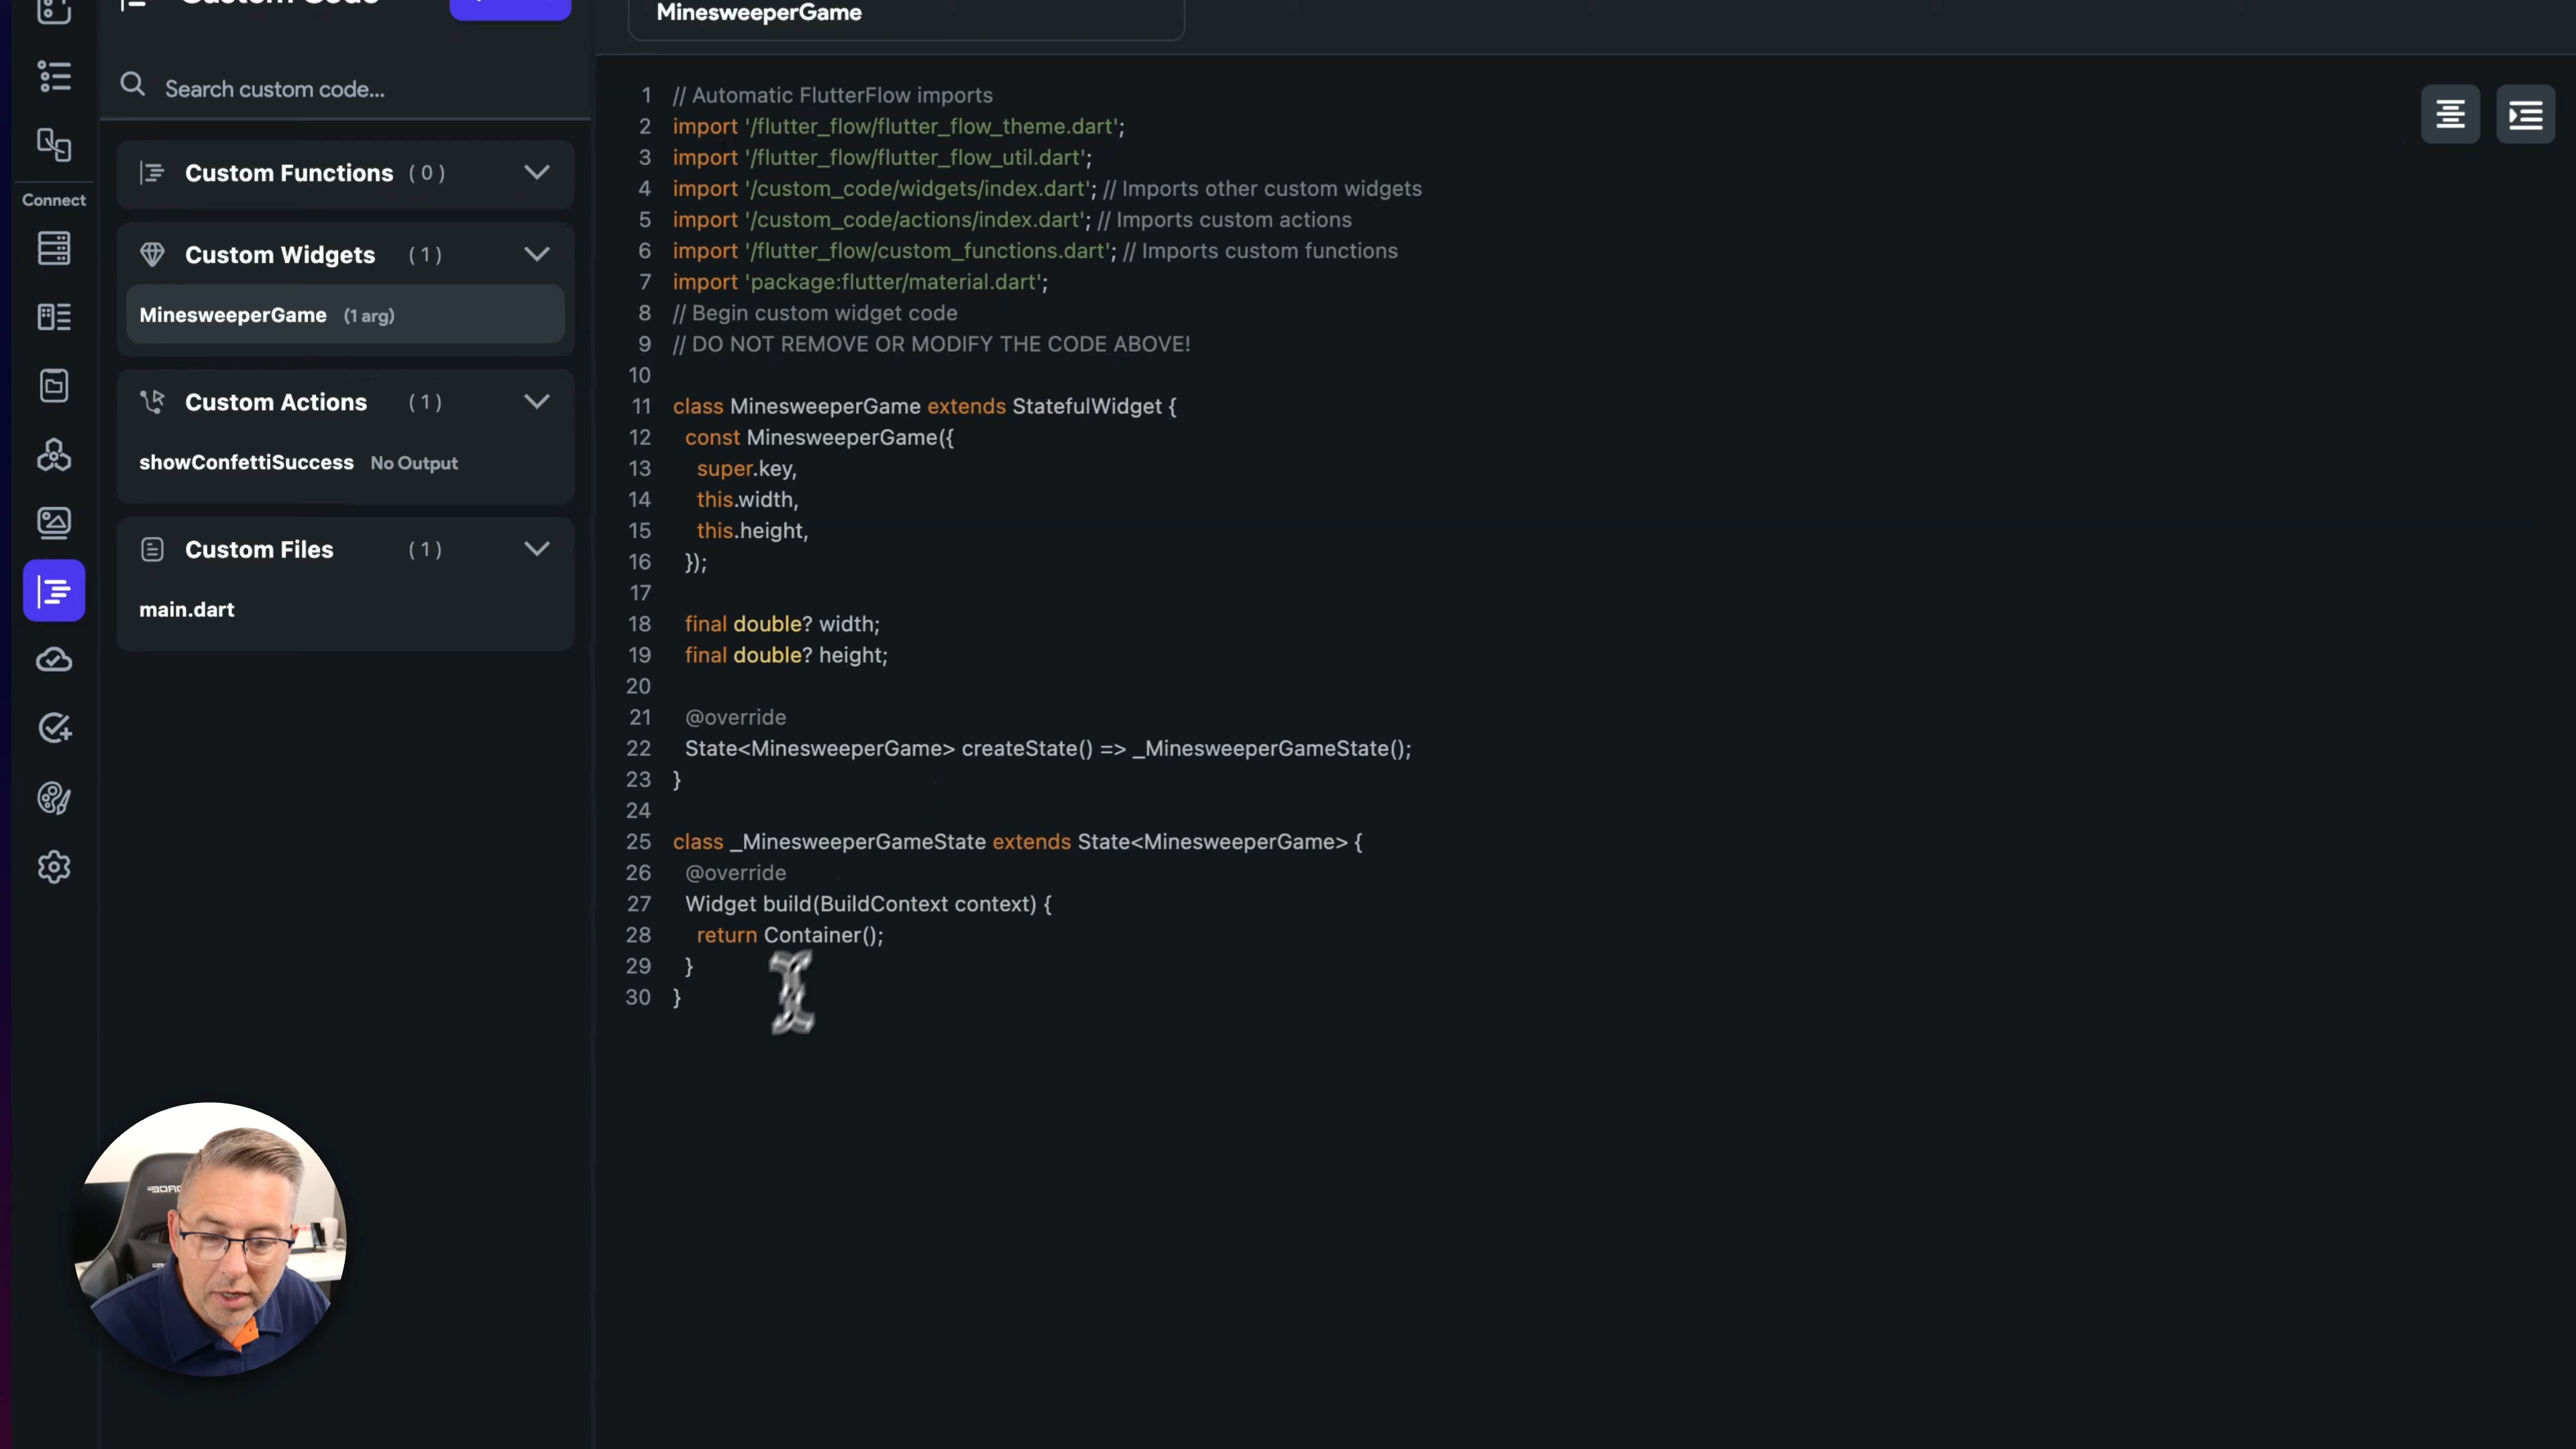 MinesweeperGame
Search custom code...
Custom Functions ( 0 )
Connect
Custom Widgets ( 1 )
MinesweeperGame (1 arg)
Custom Actions ( 1 )
showConfettiSuccess No Output
Custom Files ( 1 )
main.dart
1 // Automatic FlutterFlow imports
2 import '/flutter_flow/flutter_flow_theme.dart';
3 import '/flutter_flow/flutter_flow_util.dart';
4 import '/custom_code/widgets/index.dart'; // Imports other custom widgets
5 import '/custom_code/actions/index.dart'; // Imports custom actions
6 import '/flutter_flow/custom_functions.dart'; // Imports custom functions
7 import 'package:flutter/material.dart';
8 // Begin custom widget code
9 // DO NOT REMOVE OR MODIFY THE CODE ABOVE!
10
11 class MinesweeperGame extends StatefulWidget {
12 const MinesweeperGame({
13 super.key,
14 this.width,
15 this.height,
16 });
17
18 final double? width;
19 final double? height;
20
21 @override
22 State<MinesweeperGame> createState() => _MinesweeperGameState();
23 }
24
25 class _MinesweeperGameState extends State<MinesweeperGame> {
26 @override
27 Widget build(BuildContext context) {
28 return Container();
29 }
30 }